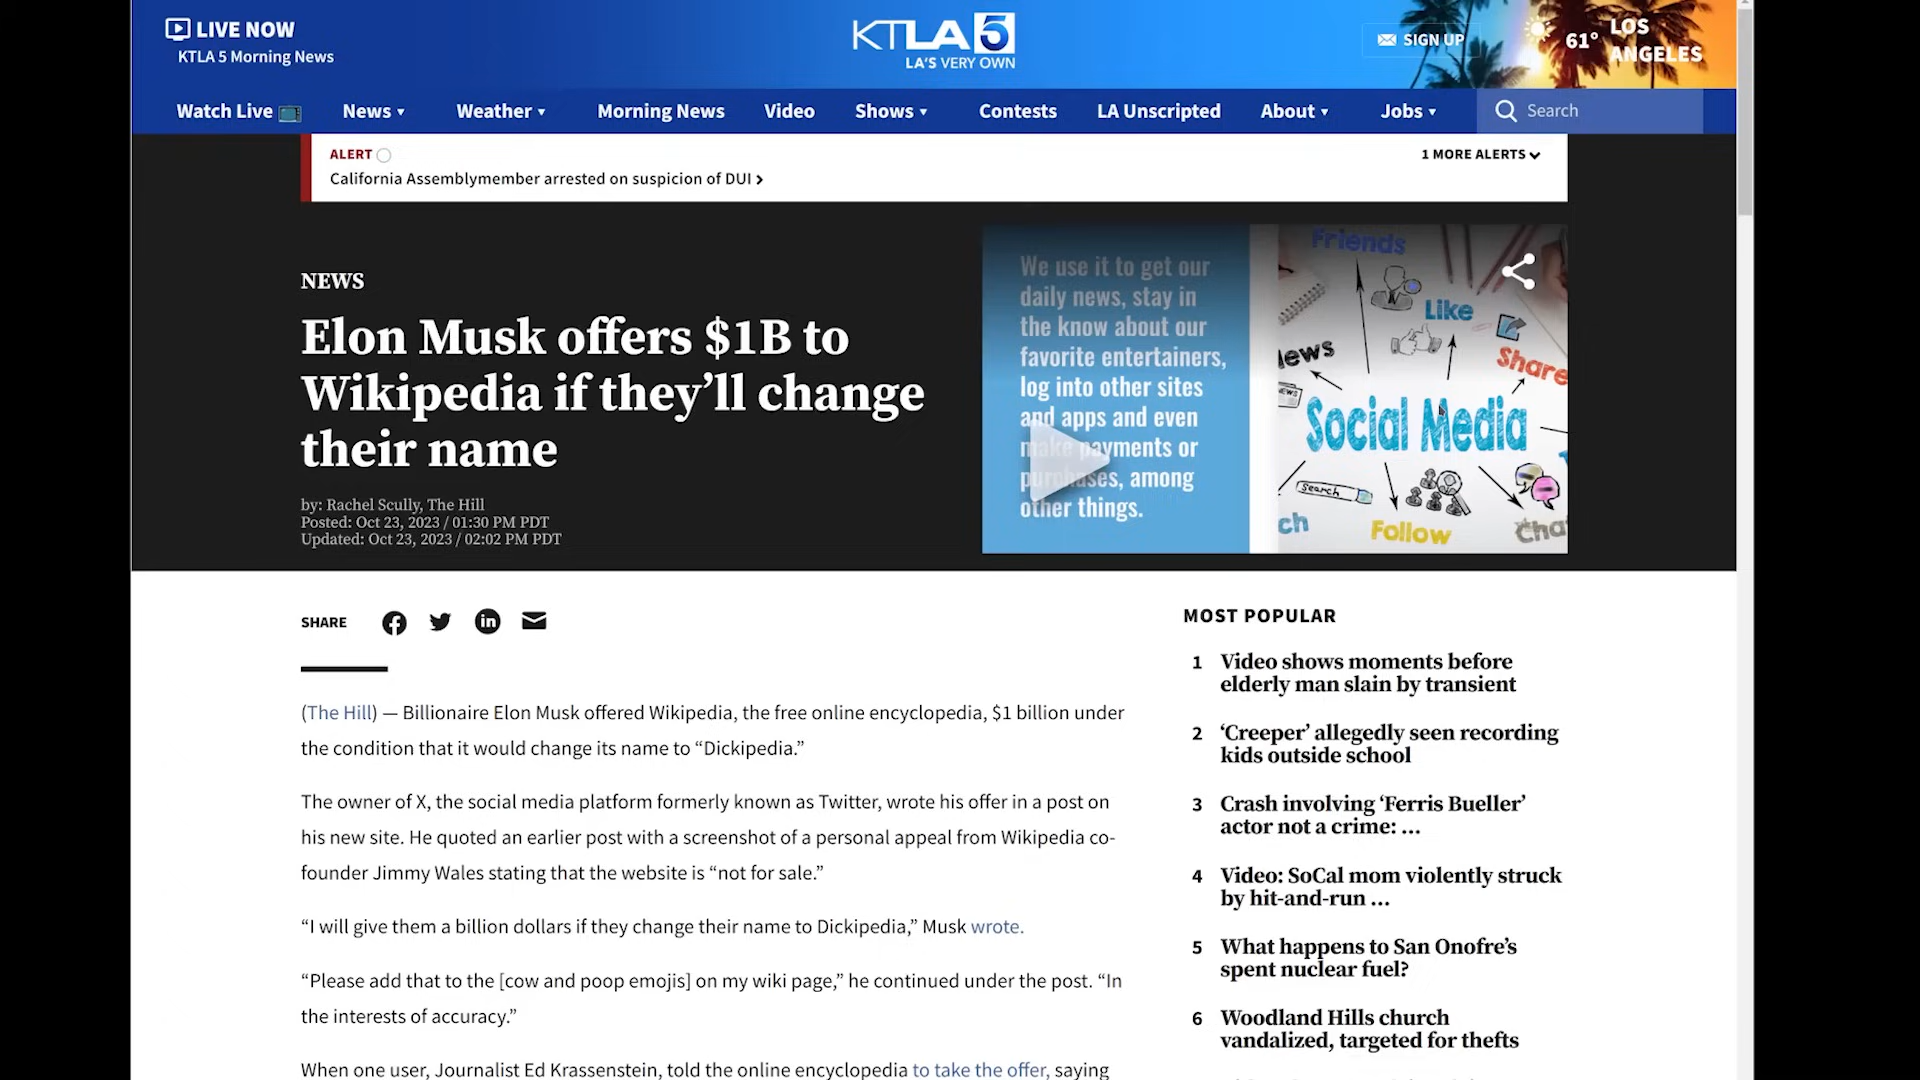 LIVE NOW
KTLA 5 Morning News
KTLA 5
LA'S VERY OWN
SIGN UP
61°
LOS
ANGELES
Watch Live
News
Weather
Morning News
Video
Shows
Contests
LA Unscripted
About
Jobs
Search
ALERT
1 MORE ALERTS
California Assemblymember arrested on suspicion of DUI
NEWS
Elon Musk offers $1B to
Wikipedia if they’ll change
their name
by: Rachel Scully, The Hill
Posted: Oct 23, 2023 / 01:30 PM PDT
Updated: Oct 23, 2023 / 02:02 PM PDT
We use it to get our
daily news, stay in
the know about our
favorite entertainers,
log into other sites
and apps and even
make payments or
purchases, among
other things.
Friends
Like
News
Share
Social Media
Search
ch
Follow
Chat
SHARE
(The Hill) — Billionaire Elon Musk offered Wikipedia, the free online encyclopedia, $1 billion under
the condition that it would change its name to “Dickipedia.”
The owner of X, the social media platform formerly known as Twitter, wrote his offer in a post on
his new site. He quoted an earlier post with a screenshot of a personal appeal from Wikipedia co-
founder Jimmy Wales stating that the website is “not for sale.”
“I will give them a billion dollars if they change their name to Dickipedia,” Musk wrote.
“Please add that to the [cow and poop emojis] on my wiki page,” he continued under the post. “In
the interests of accuracy.”
When one user, Journalist Ed Krassenstein, told the online encyclopedia to take the offer, saying
MOST POPULAR
1 Video shows moments before
elderly man slain by transient
2 ‘Creeper’ allegedly seen recording
kids outside school
3 Crash involving ‘Ferris Bueller’
actor not a crime: …
4 Video: SoCal mom violently struck
by hit-and-run …
5 What happens to San Onofre’s
spent nuclear fuel?
6 Woodland Hills church
vandalized, targeted for thefts